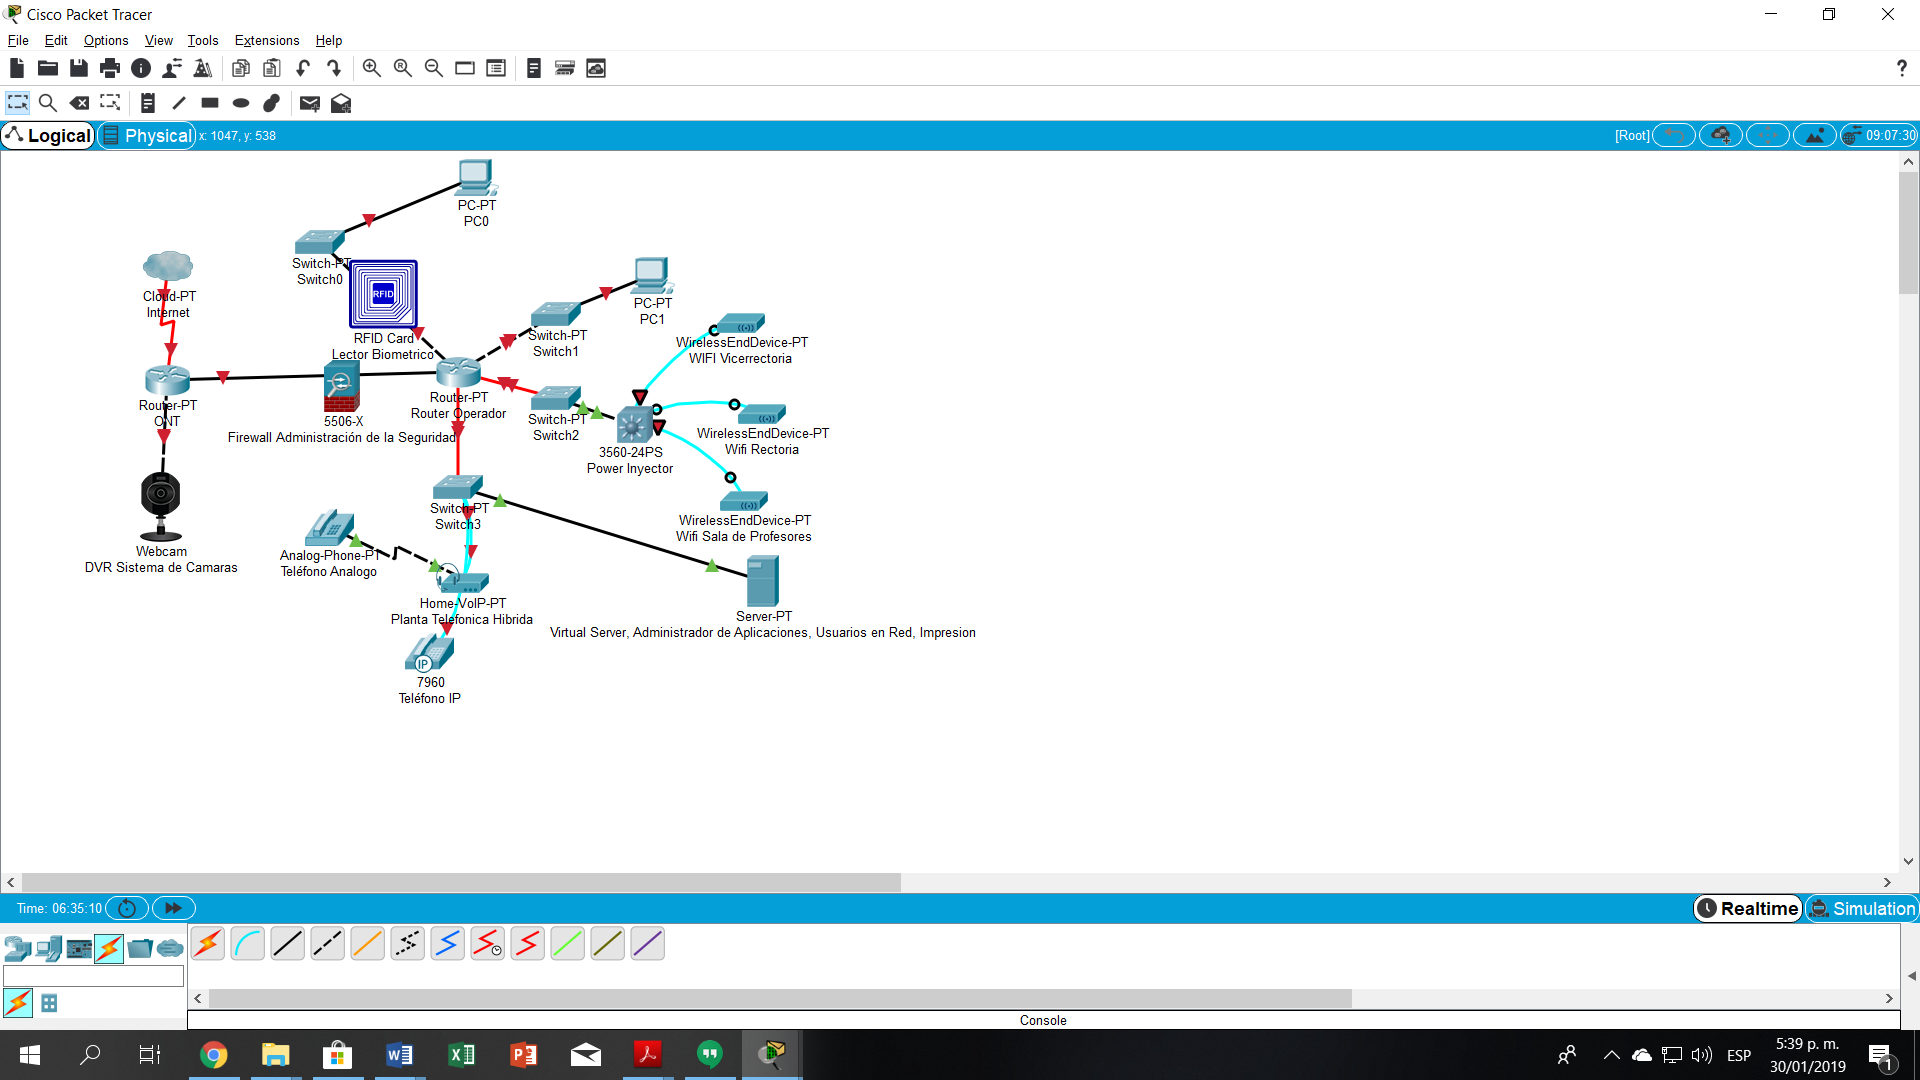 Cisco Packet Tracer
File Edit Options View Tools Extensions Help
Logical Physical x: 1047, y: 538 [Root] 09:07:30
PC-PT
PC0
Switch-PT
Switch0
Cloud-PT
Internet
RFID
RFID Card
Lector Biometrico
PC-PT
PC1
Switch-PT
Switch1
WirelessEndDevice-PT
WIFI Vicerrectoria
Router-PT
ONT
5506-X
Firewall Administración de la Seguridad
Router-PT
Router Operador
Switch-PT
Switch2
3560-24PS
Power Inyector
WirelessEndDevice-PT
Wifi Rectoria
Switch-PT
Switch3
WirelessEndDevice-PT
Wifi Sala de Profesores
Webcam
DVR Sistema de Camaras
Analog-Phone-PT
Teléfono Analogo
Home-VoIP-PT
Planta Telefonica Hibrida
Server-PT
Virtual Server, Administrador de Aplicaciones, Usuarios en Red, Impresion
IP
7960
Teléfono IP
Time: 06:35:10 Realtime Simulation
Console
ESP
5:39 p. m.
30/01/2019
1